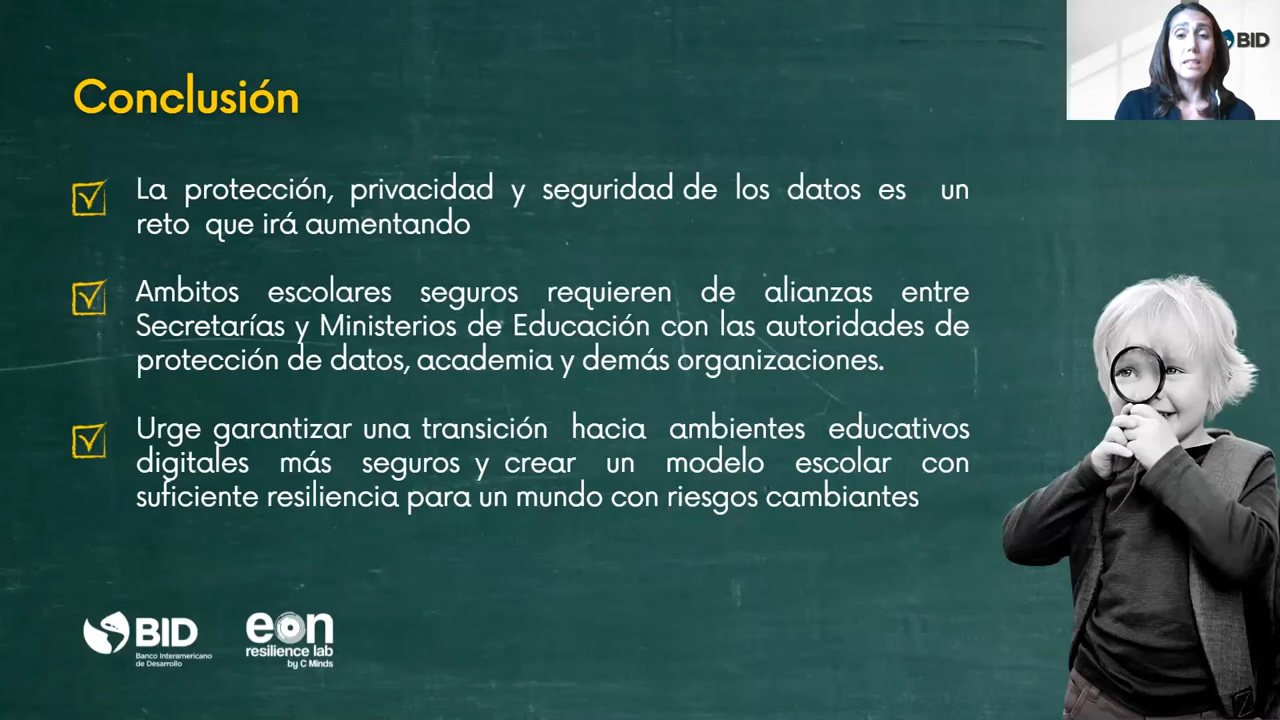 Conclusión
BID
La protección, privacidad y seguridad de los datos es un
reto que irá aumentando
Ambitos escolares seguros requieren de alianzas entre
Secretarías y Ministerios de Educación con las autoridades de
protección de datos, academia y demás organizaciones.
Urge garantizar una transición hacia ambientes educativos
digitales más seguros y crear un modelo escolar con
suficiente resiliencia para un mundo con riesgos cambiantes
BID
Banco Interamericano
de Desarrollo
eon
resilience lab
by C Minds